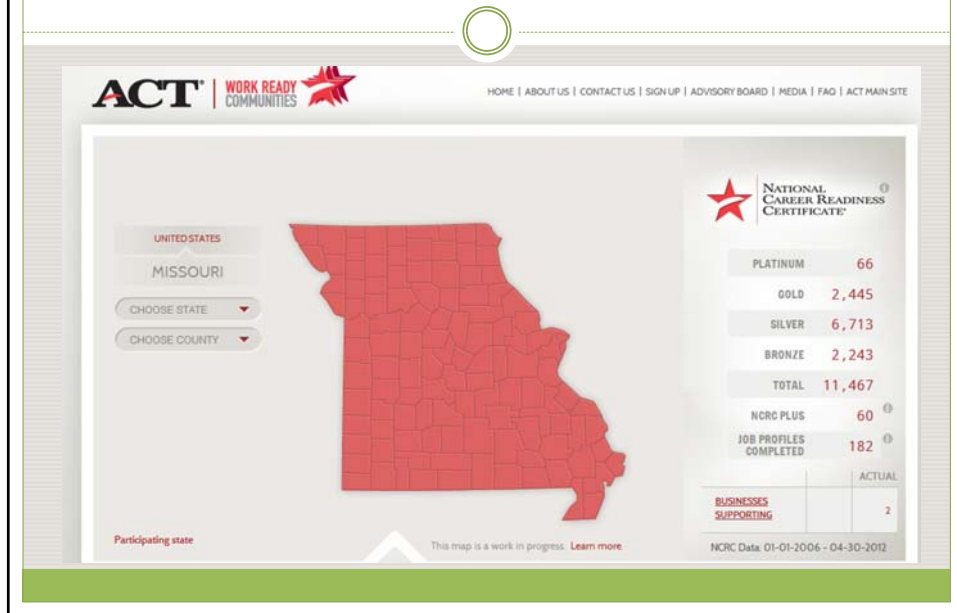 ACT® | WORK READY
COMMUNITIES
HOME | ABOUT US | CONTACT US | SIGN UP | ADVISORY BOARD | MEDIA | FAQ | ACT MAIN SITE
UNITED STATES
MISSOURI
CHOOSE STATE
CHOOSE COUNTY
Participating state
This map is a work in progress. Learn more
NATIONAL
CAREER READINESS
CERTIFICATE
PLATINUM 66
GOLD 2,445
SILVER 6,713
BRONZE 2,243
TOTAL 11,467
NCRC PLUS 60
JOB PROFILES
COMPLETED 182
ACTUAL
BUSINESSES
SUPPORTING 2
NCRC Data: 01-01-2006 - 04-30-2012